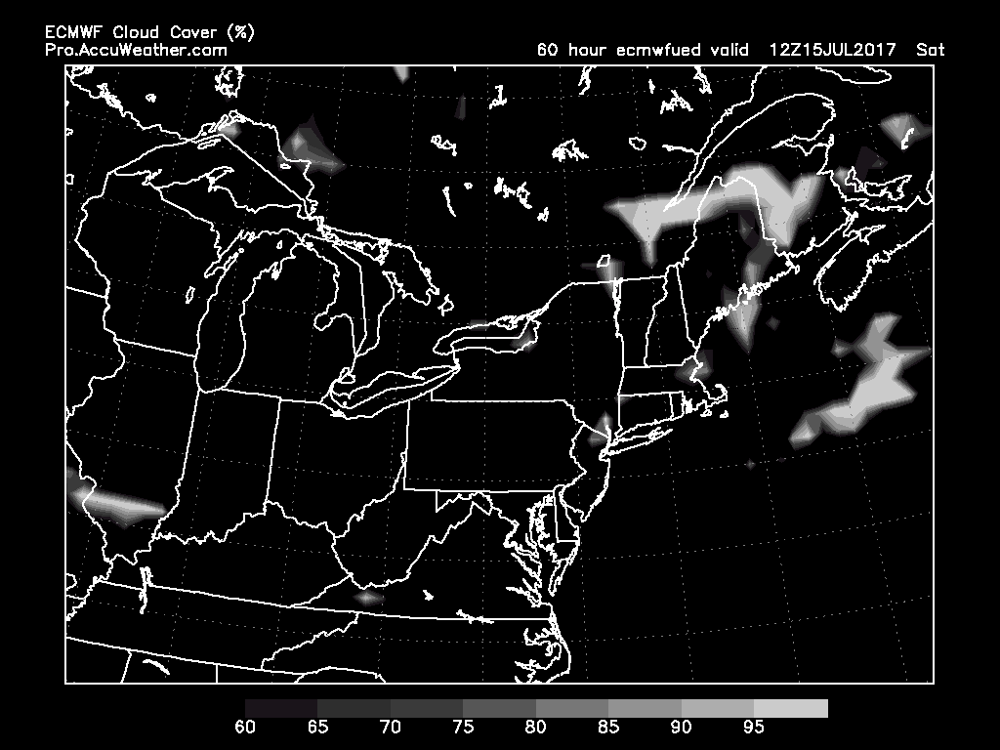 ECMWF Cloud Cover (%)
Pro.AccuWeather.com
60 hour ecmwfued valid 12Z15JUL2017 Sat
60 65 70 75 80 85 90 95